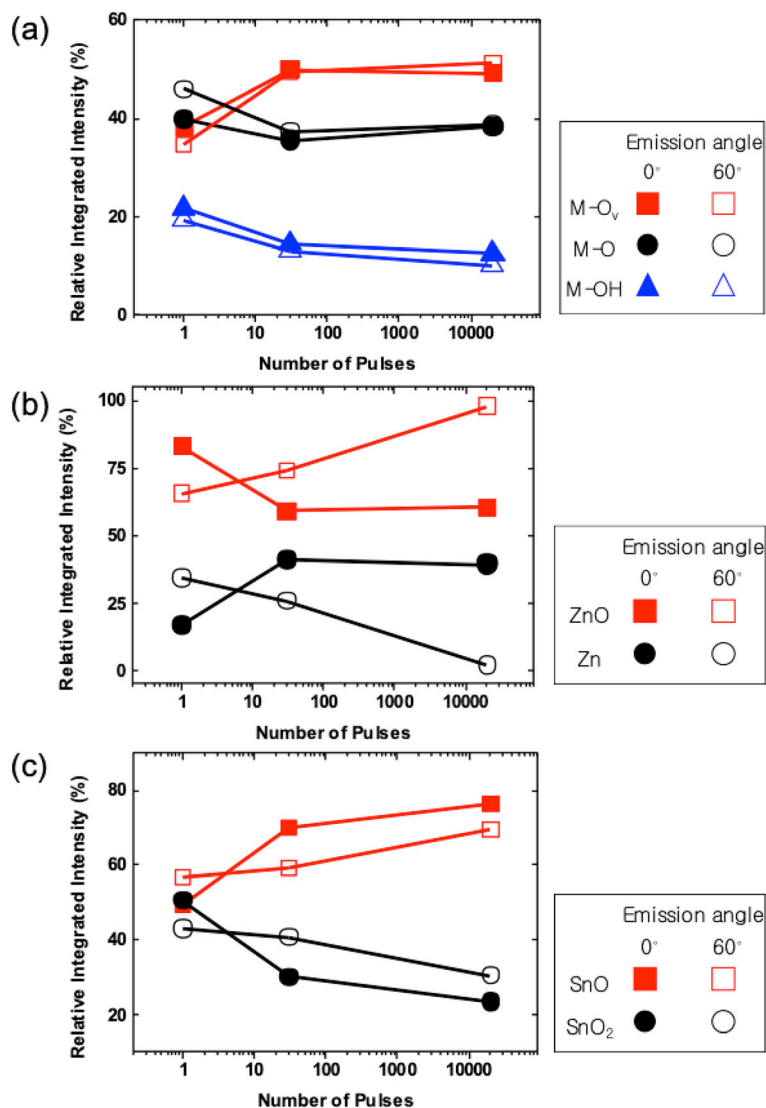 (a)
Relative Integrated Intensity (%)
60
40
20
0
1 10 100 1000 10000
Number of Pulses
Emission angle
0° 60°
M-Oᵥ
M-O
M-OH
(b)
Relative Integrated Intensity (%)
100
75
50
25
0
1 10 100 1000 10000
Number of Pulses
Emission angle
0° 60°
ZnO
Zn
(c)
Relative Integrated Intensity (%)
80
60
40
20
1 10 100 1000 10000
Number of Pulses
Emission angle
0° 60°
SnO
SnO₂